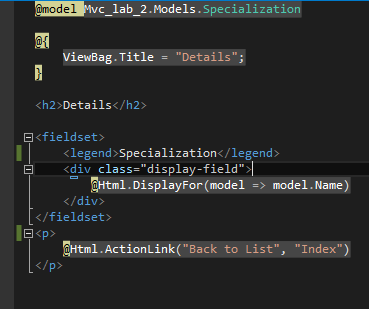 @model Mvc_lab_2.Models.Specialization
@{
ViewBag.Title = "Details";
}
<h2>Details</h2>
<fieldset>
<legend>Specialization</legend>
<div class="display-field">
@Html.DisplayFor(model => model.Name)
</div>
</fieldset>
<p>
@Html.ActionLink("Back to List", "Index")
</p>